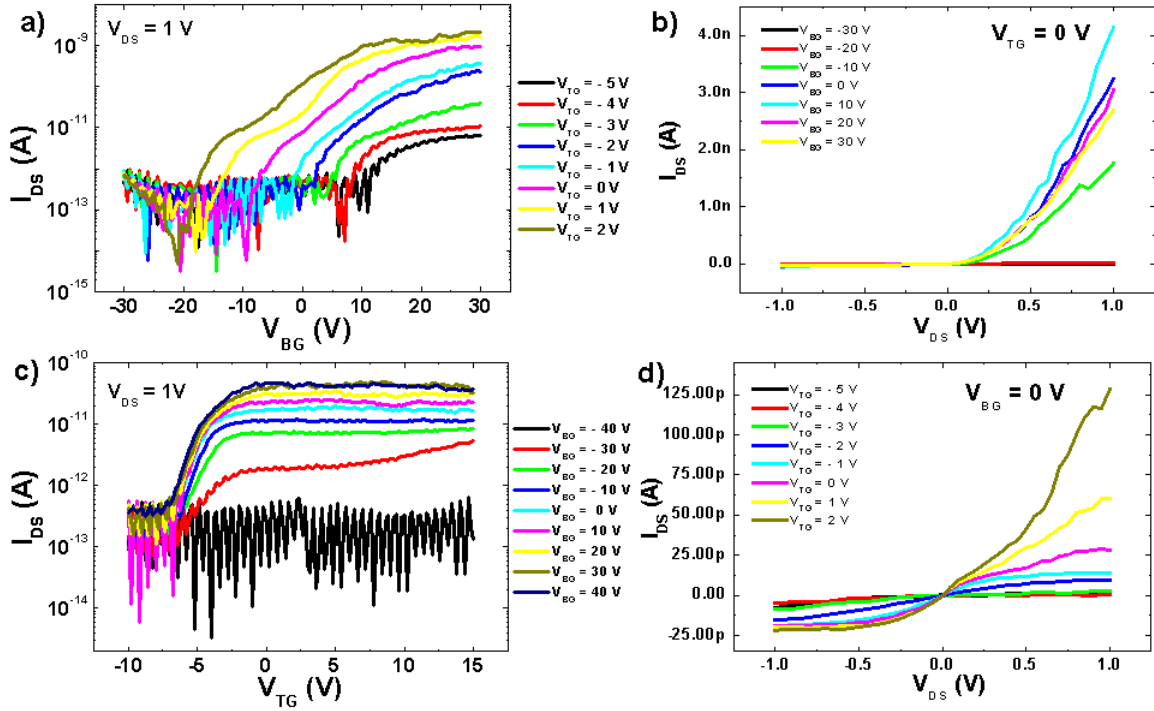 a)
V_DS = 1 V
10^-9
10^-11
10^-13
10^-15
I_DS (A)
-30 -20 -10 0 10 20 30
V_BG (V)
V_TG = - 5 V
V_TG = - 4 V
V_TG = - 3 V
V_TG = - 2 V
V_TG = - 1 V
V_TG = 0 V
V_TG = 1 V
V_TG = 2 V
b)
V_TG = 0 V
V_BG = -30 V
V_BG = -20 V
V_BG = -10 V
V_BG = 0 V
V_BG = 10 V
V_BG = 20 V
V_BG = 30 V
4.0n
3.0n
2.0n
1.0n
0.0
I_DS (A)
-1.0 -0.5 0.0 0.5 1.0
V_DS (V)
c)
V_DS = 1V
10^-10
10^-11
10^-12
10^-13
10^-14
I_DS (A)
-10 -5 0 5 10 15
V_TG (V)
V_BG = - 40 V
V_BG = - 30 V
V_BG = - 20 V
V_BG = - 10 V
V_BG = 0 V
V_BG = 10 V
V_BG = 20 V
V_BG = 30 V
V_BG = 40 V
d)
V_BG = 0 V
V_TG = - 5 V
V_TG = - 4 V
V_TG = - 3 V
V_TG = - 2 V
V_TG = - 1 V
V_TG = 0 V
V_TG = 1 V
V_TG = 2 V
125.00p
100.00p
75.00p
50.00p
25.00p
0.00
-25.00p
I_DS (A)
-1.0 -0.5 0.0 0.5 1.0
V_DS (V)